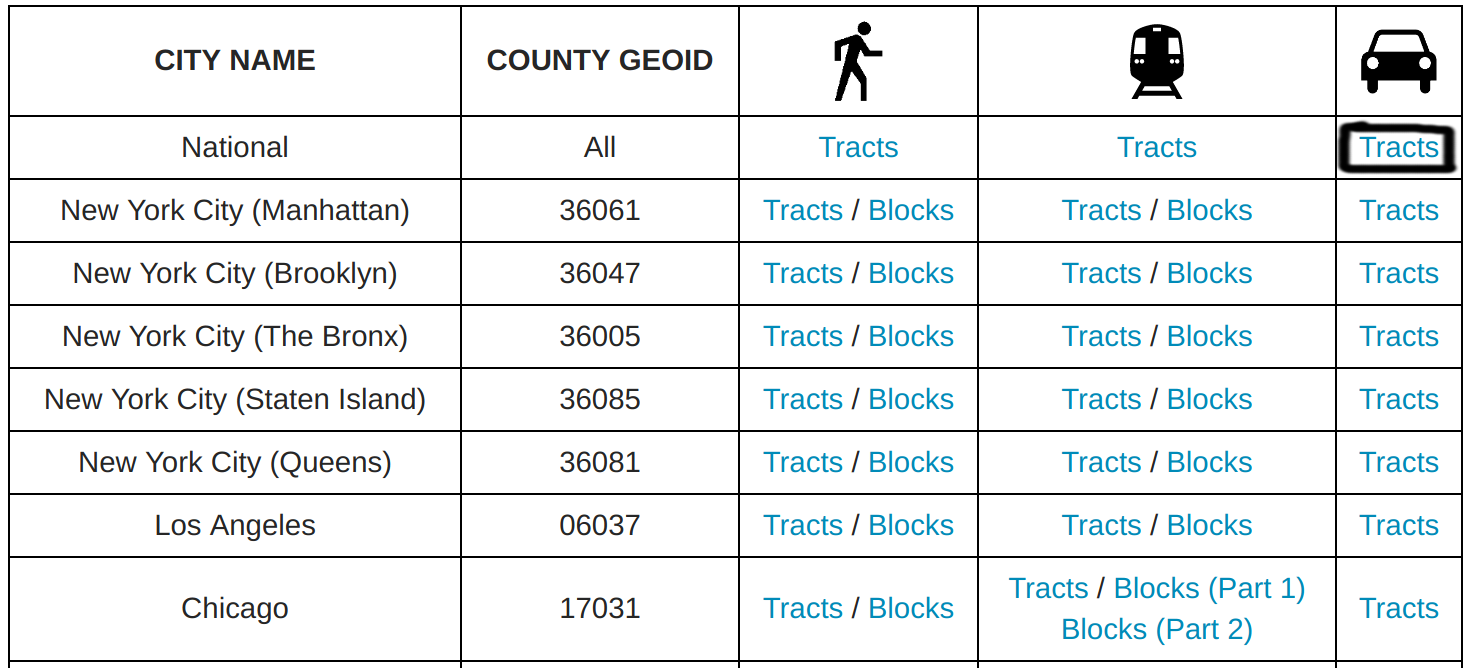 CITY NAME COUNTY GEOID
National All Tracts Tracts Tracts
New York City (Manhattan) 36061 Tracts / Blocks Tracts / Blocks Tracts
New York City (Brooklyn) 36047 Tracts / Blocks Tracts / Blocks Tracts
New York City (The Bronx) 36005 Tracts / Blocks Tracts / Blocks Tracts
New York City (Staten Island) 36085 Tracts / Blocks Tracts / Blocks Tracts
New York City (Queens) 36081 Tracts / Blocks Tracts / Blocks Tracts
Los Angeles 06037 Tracts / Blocks Tracts / Blocks Tracts
Chicago 17031 Tracts / Blocks Tracts / Blocks (Part 1) Tracts
Blocks (Part 2)